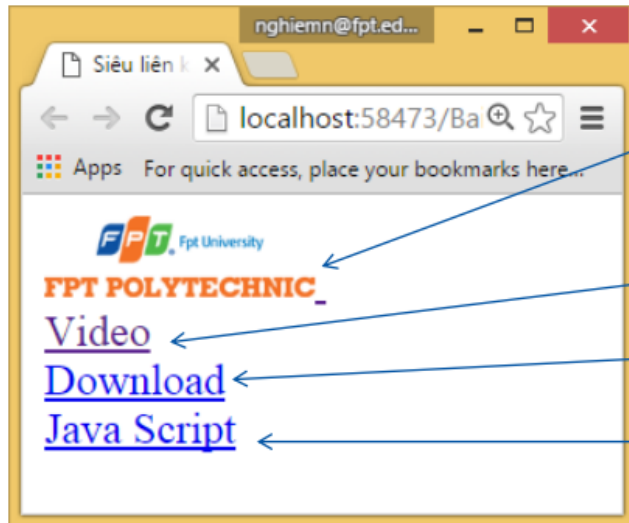 nghiemn@fpt.ed...
Siêu liên k
localhost:58473/Ba
Apps For quick access, place your bookmarks here...
FPT. Fpt University
FPT POLYTECHNIC
Video
Download
Java Script